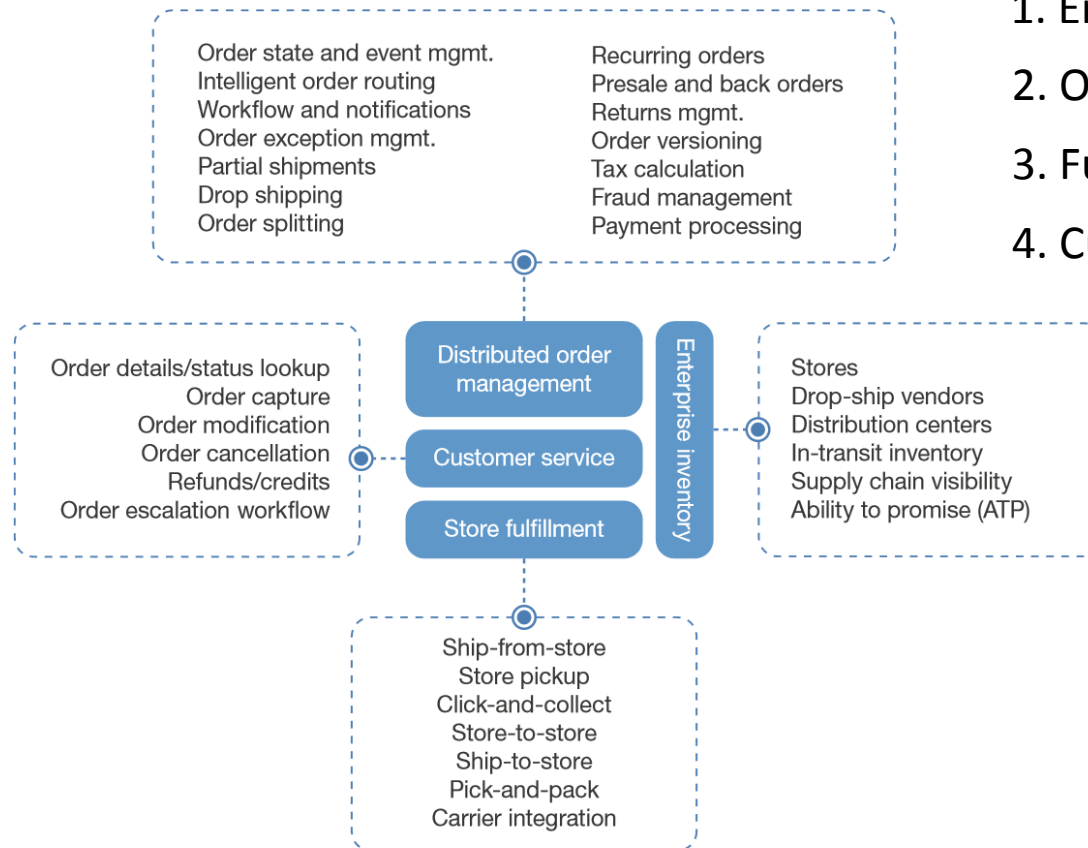 Order state and event mgmt.
Intelligent order routing
Workflow and notifications
Order exception mgmt.
Partial shipments
Drop shipping
Order splitting
Recurring orders
Presale and back orders
Returns mgmt.
Order versioning
Tax calculation
Fraud management
Payment processing
1.
2.
3.
4.
Order details/status lookup
Order capture
Order modification
Order cancellation
Refunds/credits
Order escalation workflow
Distributed order
management
Customer service
Store fulfillment
Enterprise inventory
Stores
Drop-ship vendors
Distribution centers
In-transit inventory
Supply chain visibility
Ability to promise (ATP)
Ship-from-store
Store pickup
Click-and-collect
Store-to-store
Ship-to-store
Pick-and-pack
Carrier integration